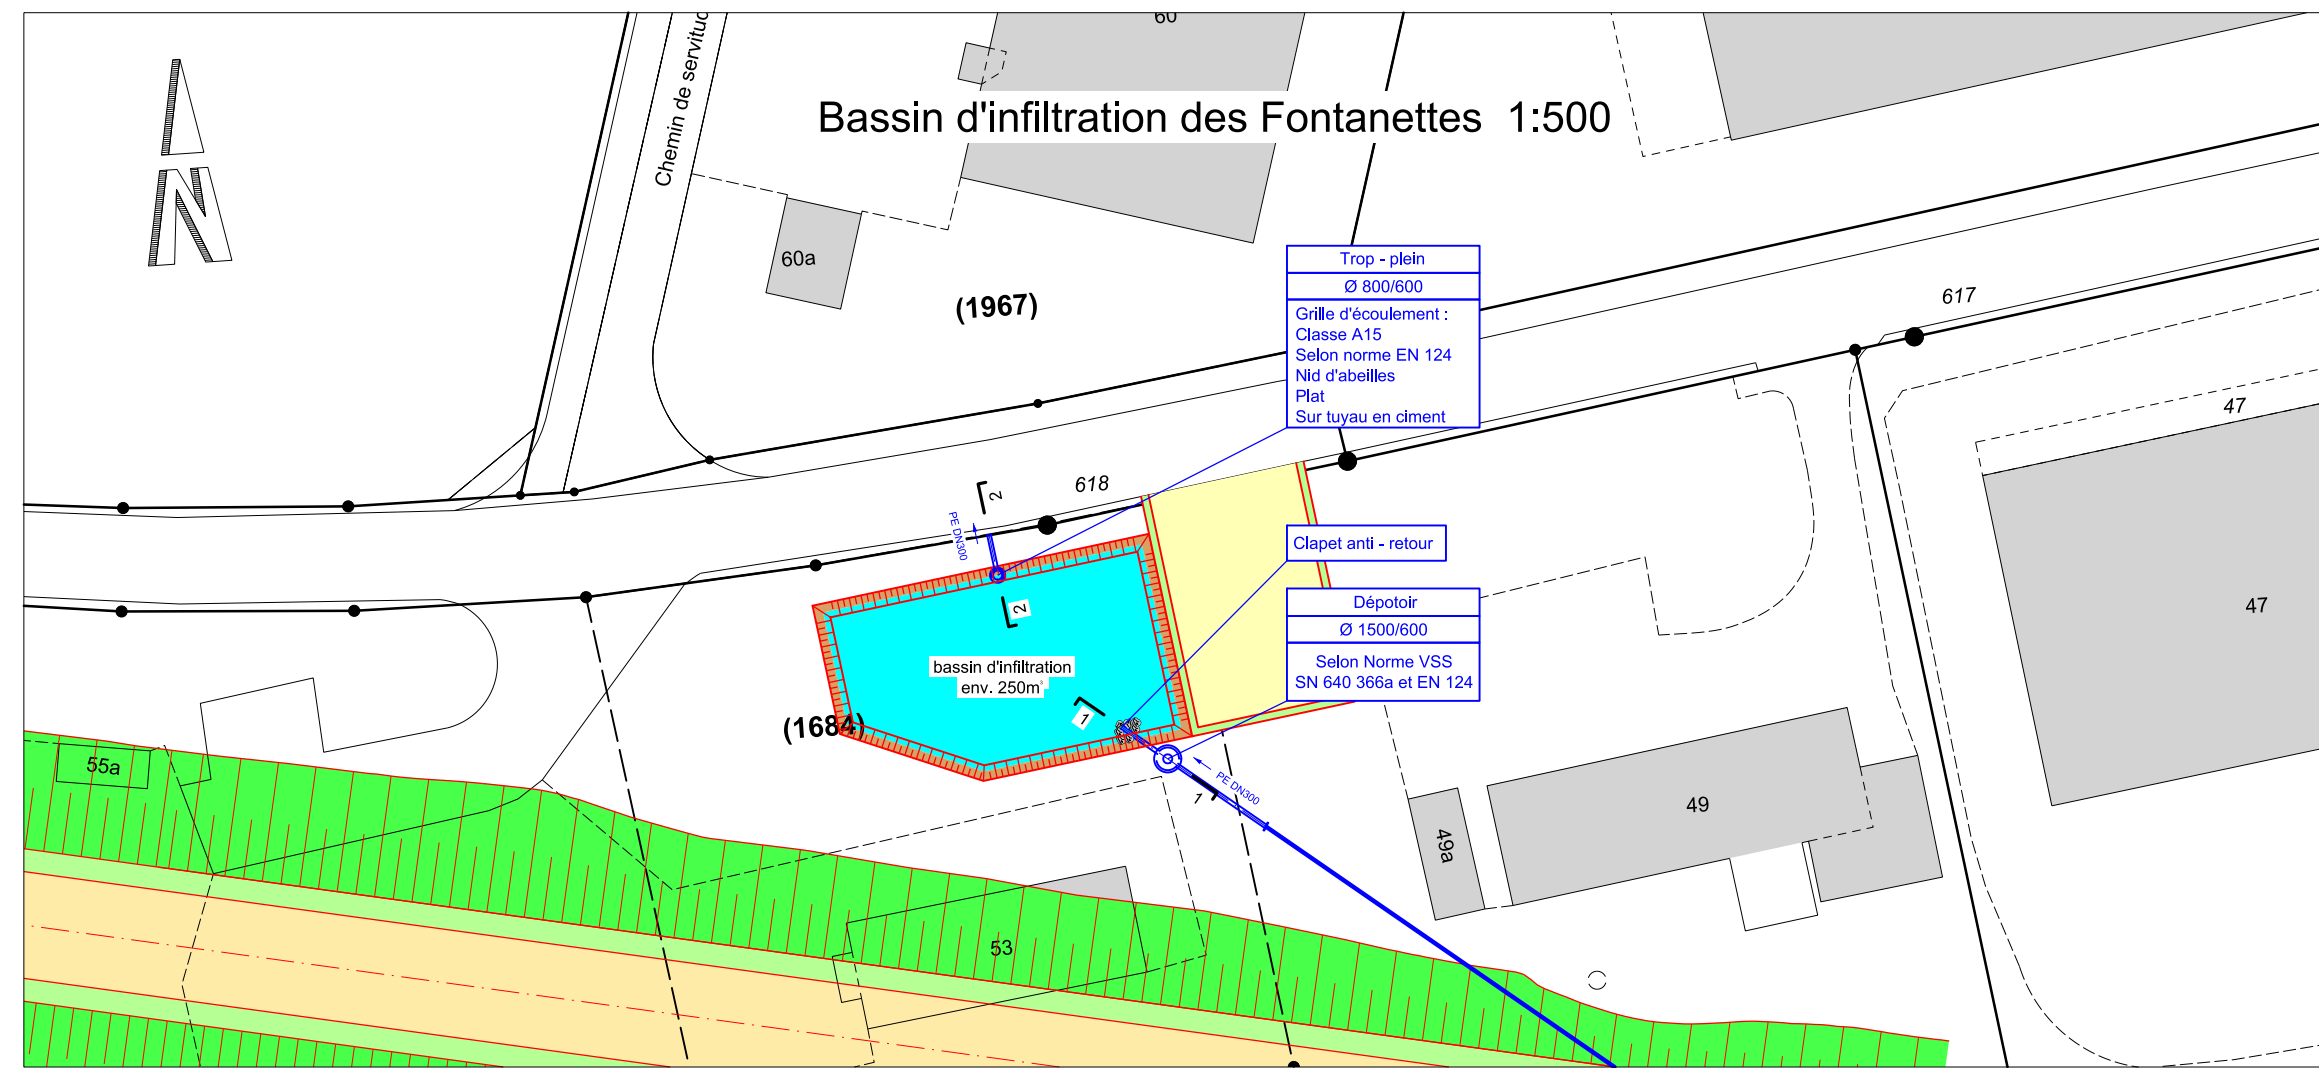 60
Chemin de servitud
N
Bassin d'infiltration des Fontanettes 1:500
60a
(1967)
Trop - plein
Ø 800/600
Grille d'écoulement :
Classe A15
Selon norme EN 124
Nid d'abeilles
Plat
Sur tuyau en ciment
617
47
618
2
PE DN300
Clapet anti - retour
2
Dépotoir
Ø 1500/600
Selon Norme VSS
SN 640 366a et EN 124
47
bassin d'infiltration
env. 250m³
1
(1684)
55a
PE DN300
1
49
49a
53